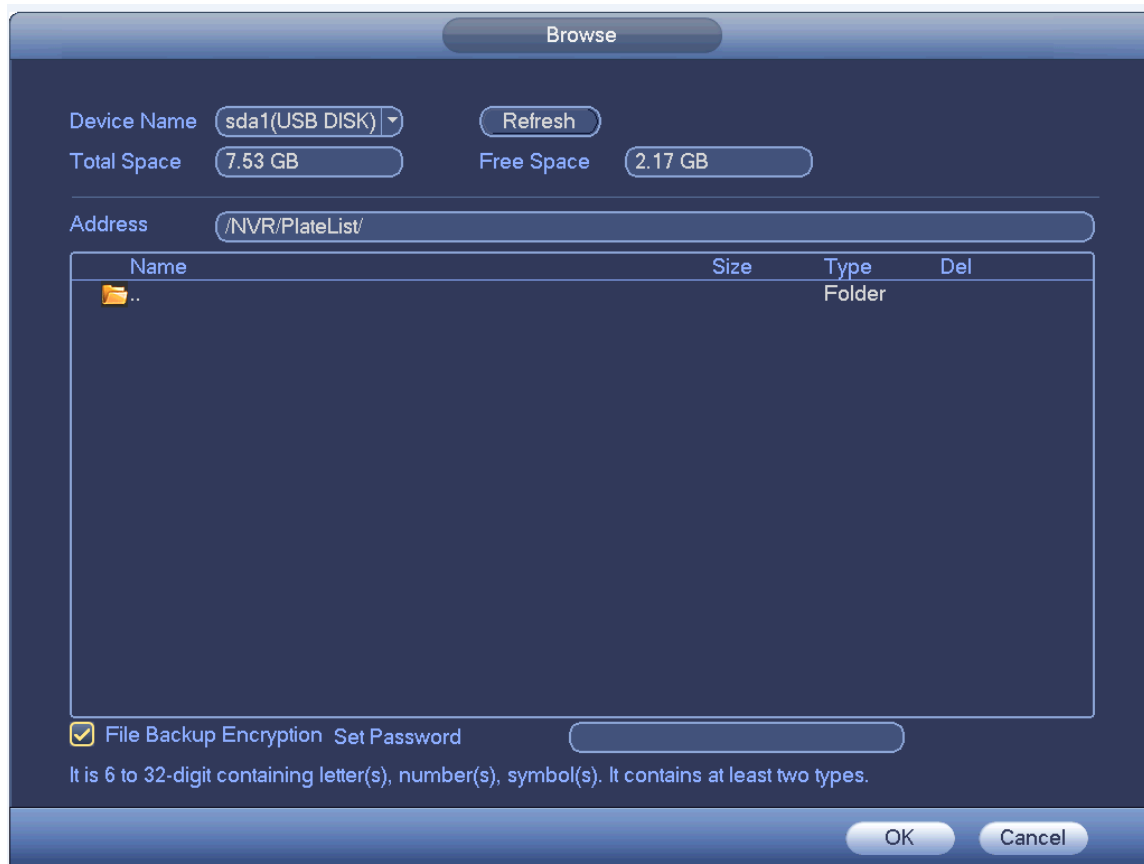 Browse
Device Name sda1(USB DISK) Refresh
Total Space 7.53 GB Free Space 2.17 GB
Address /NVR/PlateList/
Name Size Type Del
.. Folder
File Backup Encryption Set Password
It is 6 to 32-digit containing letter(s), number(s), symbol(s). It contains at least two types.
OK Cancel